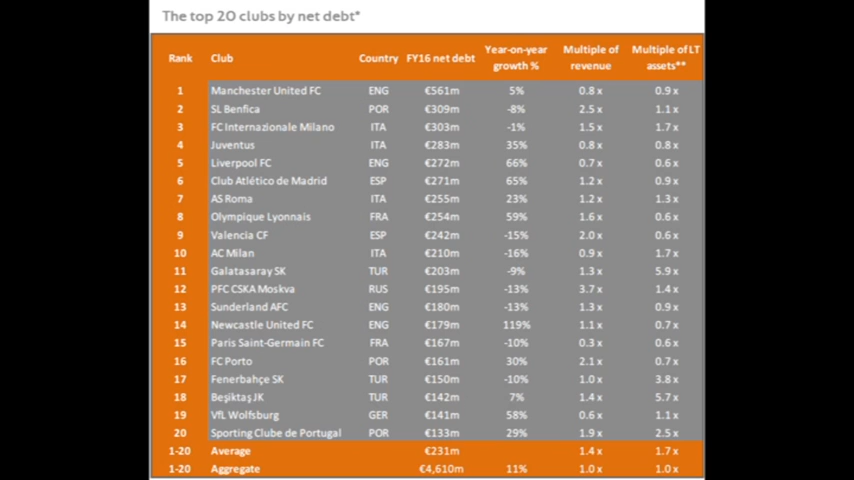 The top 20 clubs by net debt*
Rank Club Country FY16 net debt Year-on-year growth % Multiple of revenue Multiple of LT assets**
1 Manchester United FC ENG €561m 5% 0.8 x 0.9 x
2 SL Benfica POR €309m -8% 2.5 x 1.1 x
3 FC Internazionale Milano ITA €303m -1% 1.5 x 1.7 x
4 Juventus ITA €283m 35% 0.8 x 0.8 x
5 Liverpool FC ENG €272m 66% 0.7 x 0.6 x
6 Club Atlético de Madrid ESP €271m 65% 1.2 x 0.9 x
7 AS Roma ITA €255m 23% 1.2 x 1.3 x
8 Olympique Lyonnais FRA €254m 59% 1.6 x 0.6 x
9 Valencia CF ESP €242m -15% 2.0 x 0.6 x
10 AC Milan ITA €210m -16% 0.9 x 1.7 x
11 Galatasaray SK TUR €203m -9% 1.3 x 5.9 x
12 PFC CSKA Moskva RUS €195m -13% 3.7 x 1.4 x
13 Sunderland AFC ENG €180m -13% 1.3 x 0.9 x
14 Newcastle United FC ENG €179m 119% 1.1 x 0.7 x
15 Paris Saint-Germain FC FRA €167m -10% 0.3 x 0.6 x
16 FC Porto POR €161m 30% 2.1 x 0.7 x
17 Fenerbahçe SK TUR €150m -10% 1.0 x 3.8 x
18 Beşiktaş JK TUR €142m 7% 1.4 x 5.7 x
19 VfL Wolfsburg GER €141m 58% 0.6 x 1.1 x
20 Sporting Clube de Portugal POR €133m 29% 1.9 x 2.5 x
1-20 Average €231m 1.4 x 1.7 x
1-20 Aggregate €4,610m 11% 1.0 x 1.0 x